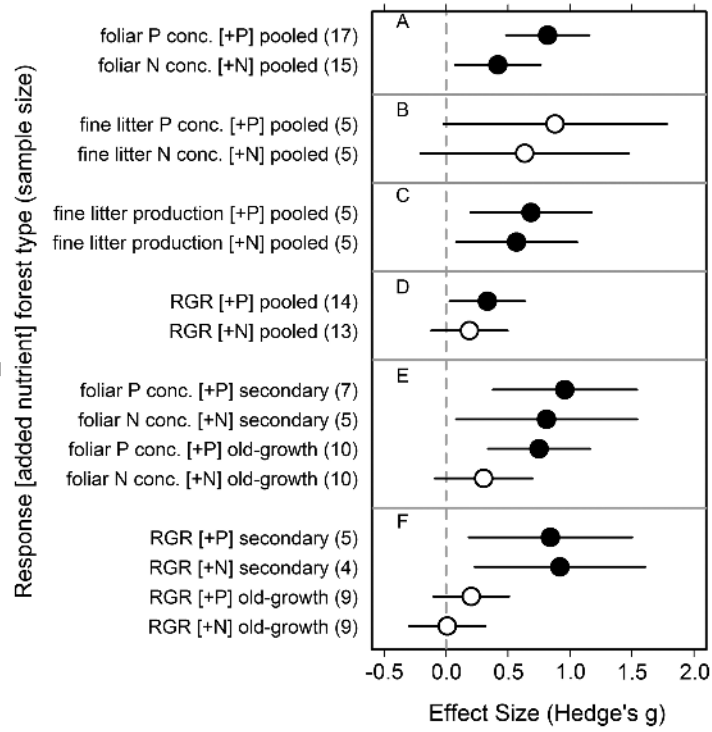 Response [added nutrient] forest type (sample size)
A
foliar P conc. [+P] pooled (17)
foliar N conc. [+N] pooled (15)
B
fine litter P conc. [+P] pooled (5)
fine litter N conc. [+N] pooled (5)
C
fine litter production [+P] pooled (5)
fine litter production [+N] pooled (5)
D
RGR [+P] pooled (14)
RGR [+N] pooled (13)
E
foliar P conc. [+P] secondary (7)
foliar N conc. [+N] secondary (5)
foliar P conc. [+P] old-growth (10)
foliar N conc. [+N] old-growth (10)
F
RGR [+P] secondary (5)
RGR [+N] secondary (4)
RGR [+P] old-growth (9)
RGR [+N] old-growth (9)
-0.5 0.0 0.5 1.0 1.5 2.0
Effect Size (Hedge's g)